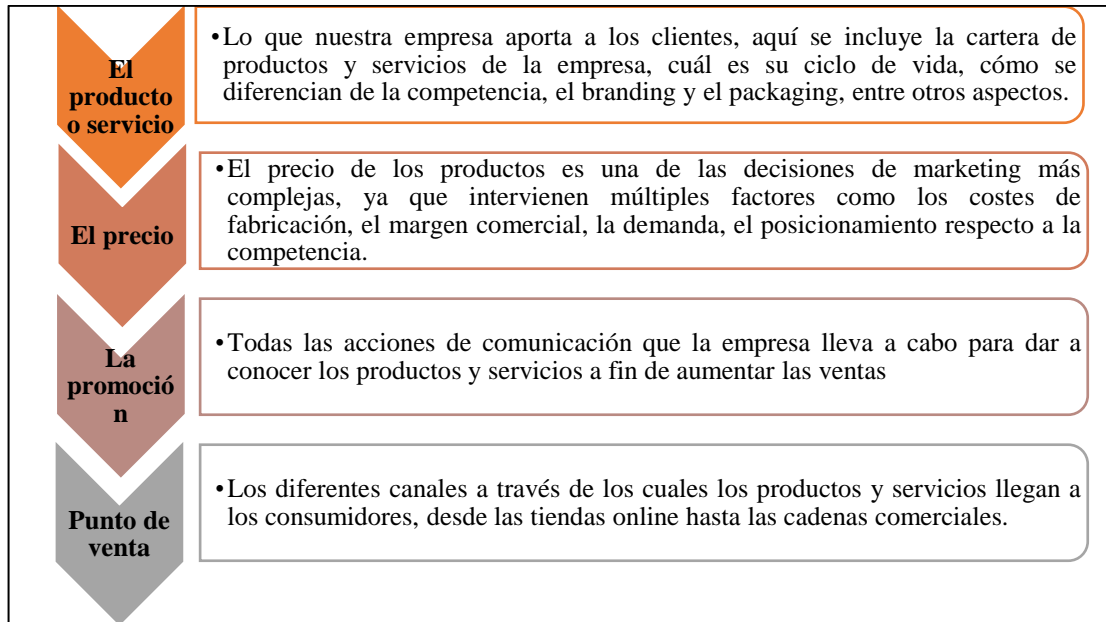 El
producto
o servicio
•Lo que nuestra empresa aporta a los clientes, aquí se incluye la cartera de
productos y servicios de la empresa, cuál es su ciclo de vida, cómo se
diferencian de la competencia, el branding y el packaging, entre otros aspectos.
El precio
•El precio de los productos es una de las decisiones de marketing más
complejas, ya que intervienen múltiples factores como los costes de
fabricación, el margen comercial, la demanda, el posicionamiento respecto a la
competencia.
La
promoció
n
•Todas las acciones de comunicación que la empresa lleva a cabo para dar a
conocer los productos y servicios a fin de aumentar las ventas
Punto de
venta
•Los diferentes canales a través de los cuales los productos y servicios llegan a
los consumidores, desde las tiendas online hasta las cadenas comerciales.